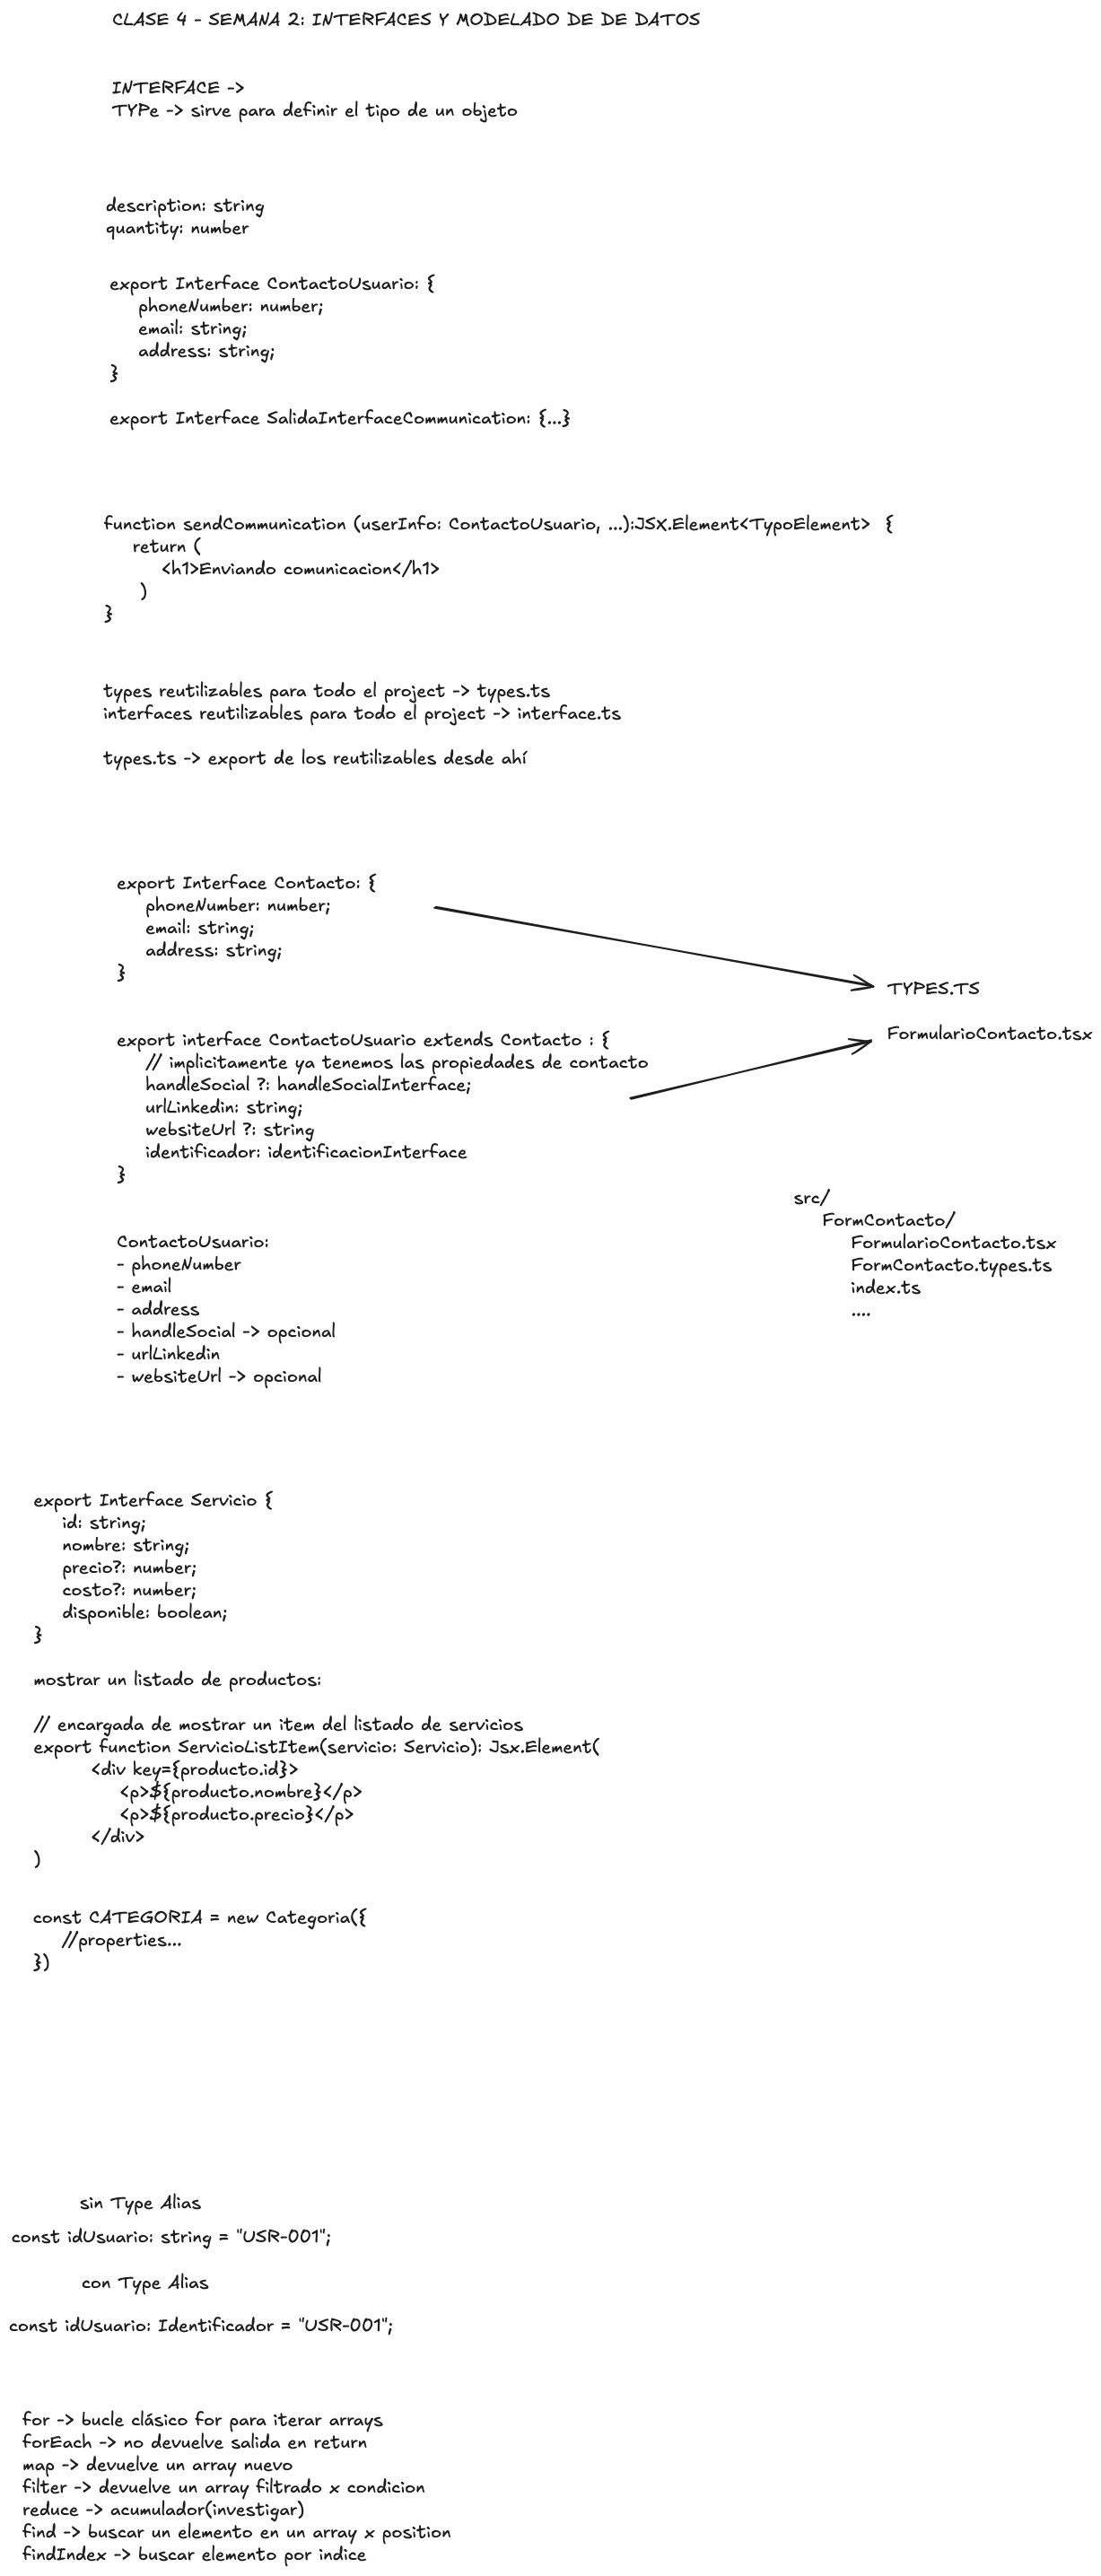 CLASE 4 - SEMANA 2: INTERFACES Y MODELADO DE DE DATOS
INTERFACE ->
TYPe -> sirve para definir el tipo de un objeto
description: string
quantity: number
export Interface ContactoUsuario: {
phoneNumber: number;
email: string;
address: string;
}
export Interface SalidaInterfaceCommunication: {...}
function sendCommunication (userInfo: ContactoUsuario, ...):JSX.Element<TypoElement> {
return (
<h1>Enviando comunicacion</h1>
)
}
types reutilizables para todo el project -> types.ts
interfaces reutilizables para todo el project -> interface.ts
types.ts -> export de los reutilizables desde ahí
export Interface Contacto: {
phoneNumber: number;
email: string;
address: string;
}
TYPES.TS
FormularioContacto.tsx
export interface ContactoUsuario extends Contacto : {
// implicitamente ya tenemos las propiedades de contacto
handleSocial ?: handleSocialInterface;
urlLinkedin: string;
websiteUrl ?: string
identificador: identificacionInterface
}
src/
FormContacto/
FormularioContacto.tsx
FormContacto.types.ts
index.ts
....
ContactoUsuario:
- phoneNumber
- email
- address
- handleSocial -> opcional
- urlLinkedin
- websiteUrl -> opcional
export Interface Servicio {
id: string;
nombre: string;
precio?: number;
costo?: number;
disponible: boolean;
}
mostrar un listado de productos:
// encargada de mostrar un item del listado de servicios
export function ServicioListItem(servicio: Servicio): Jsx.Element(
<div key={producto.id}>
<p>${producto.nombre}</p>
<p>${producto.precio}</p>
</div>
)
const CATEGORIA = new Categoria({
//properties...
})
sin Type Alias
const idUsuario: string = "USR-001";
con Type Alias
const idUsuario: Identificador = "USR-001";
for -> bucle clásico for para iterar arrays
forEach -> no devuelve salida en return
map -> devuelve un array nuevo
filter -> devuelve un array filtrado x condicion
reduce -> acumulador(investigar)
find -> buscar un elemento en un array x position
findIndex -> buscar elemento por indice